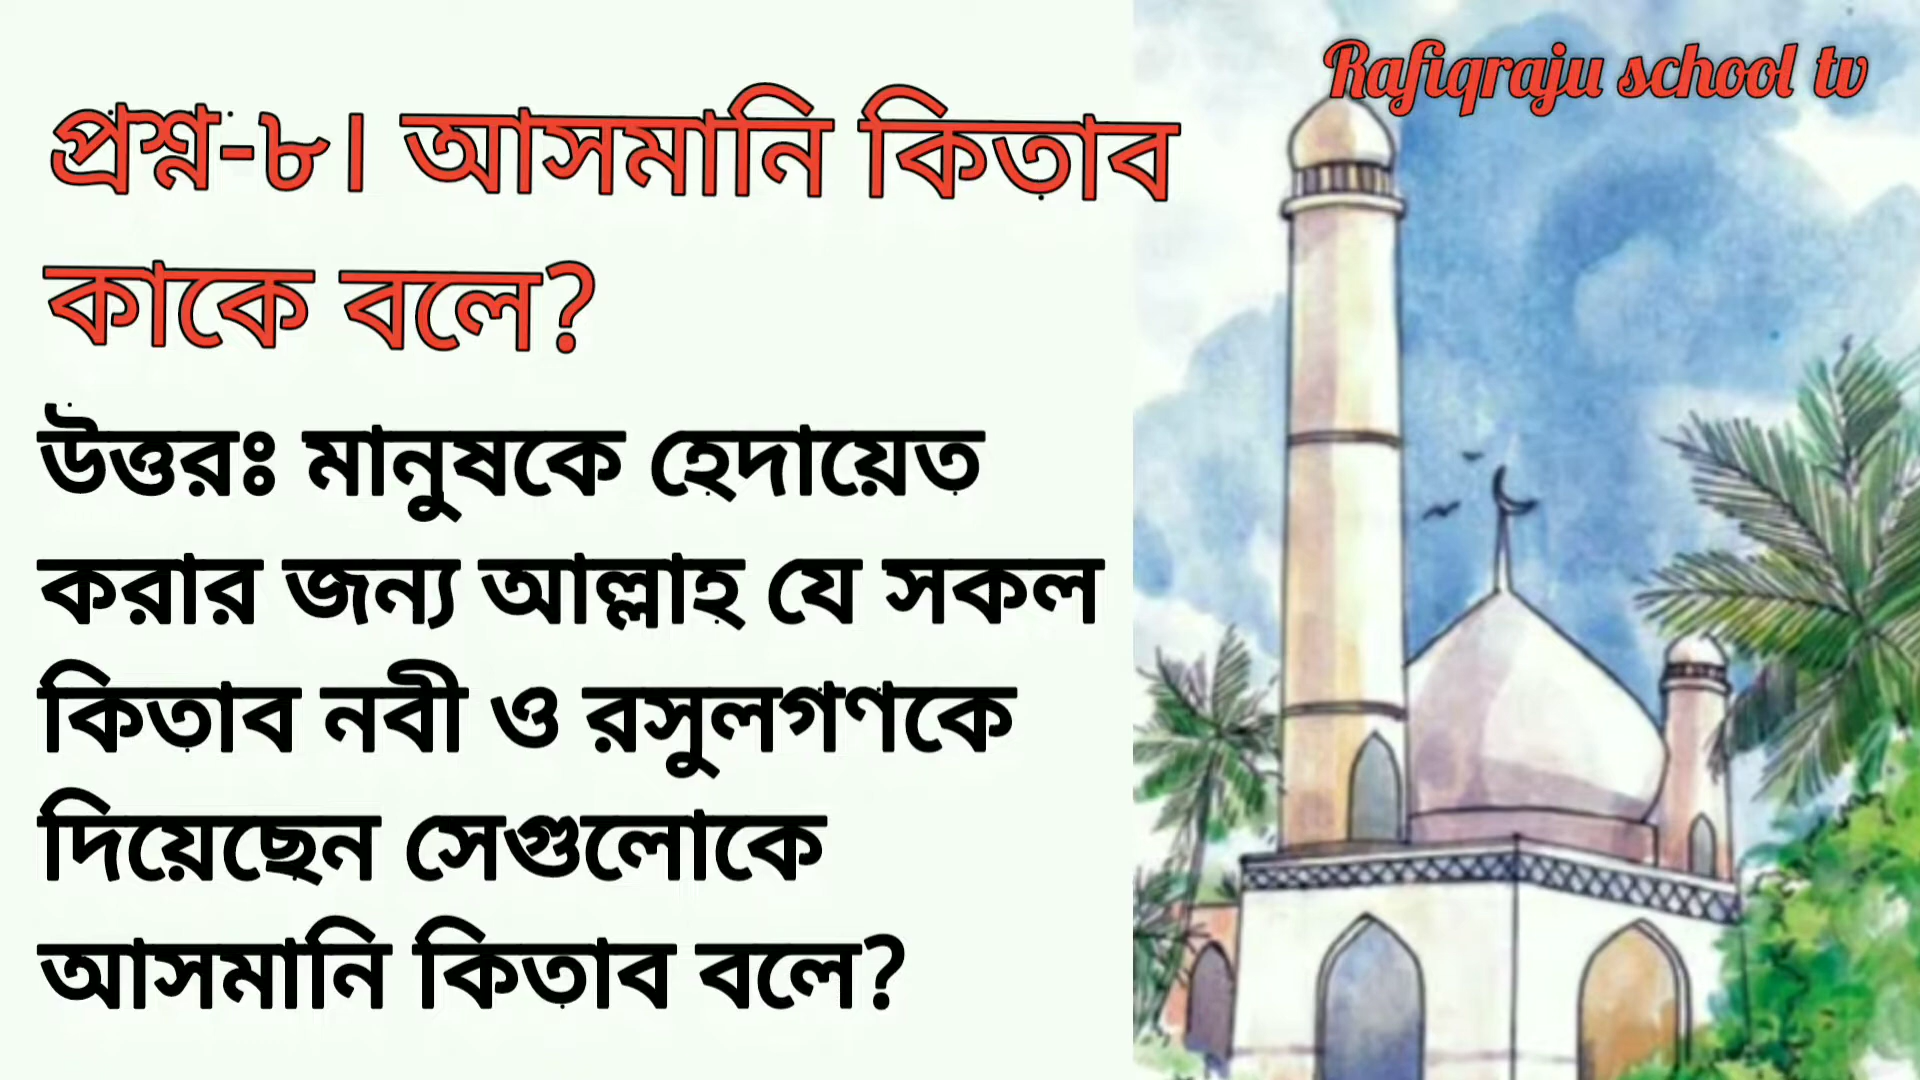 Rafiqraju school tv
প্রশ্ন-৮। আসমানি কিতাব
কাকে বলে?
উত্তরঃ মানুষকে হেদায়েত
করার জন্য আল্লাহ যে সকল
কিতাব নবী ও রসুলগণকে
দিয়েছেন সেগুলোকে
আসমানি কিতাব বলে?